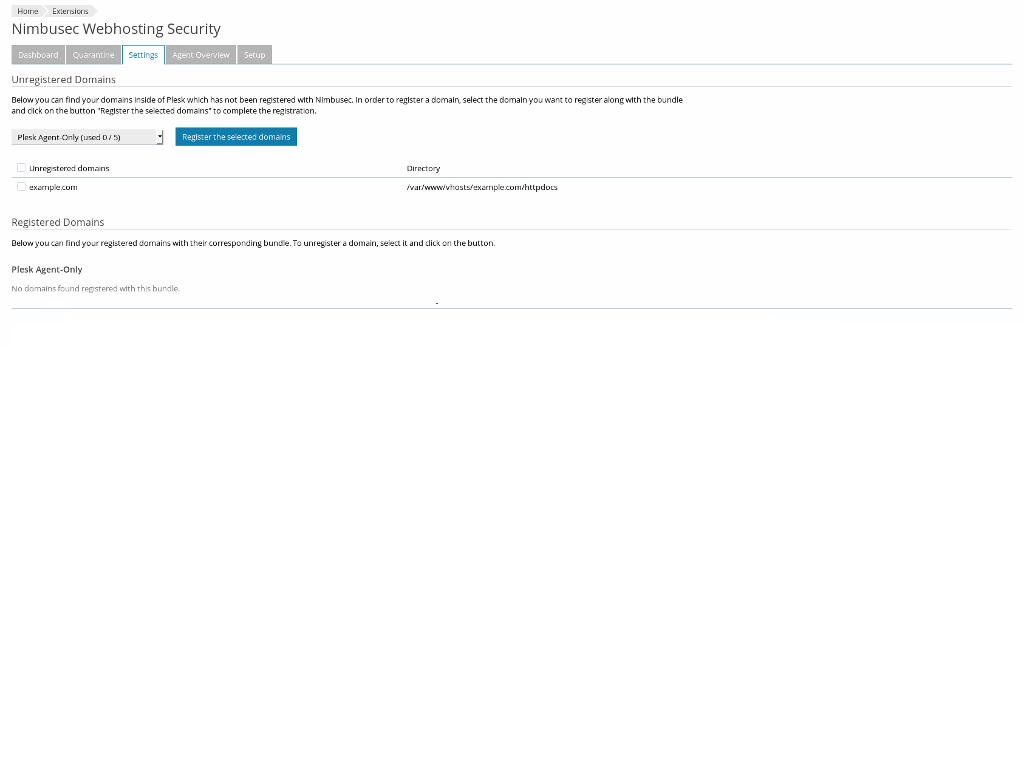 Home Extensions
Nimbusec Webhosting Security
Dashboard Quarantine Settings Agent Overview Setup
Unregistered Domains
Below you can find your domains inside of Plesk which has not been registered with Nimbusec. In order to register a domain, select the domain you want to register along with the bundle
and click on the button "Register the selected domains" to complete the registration.
Plesk Agent-Only (used 0 / 5) Register the selected domains
Unregistered domains Directory
example.com /var/www/vhosts/example.com/httpdocs
Registered Domains
Below you can find your registered domains with their corresponding bundle. To unregister a domain, select it and click on the button.
Plesk Agent-Only
No domains found registered with this bundle.